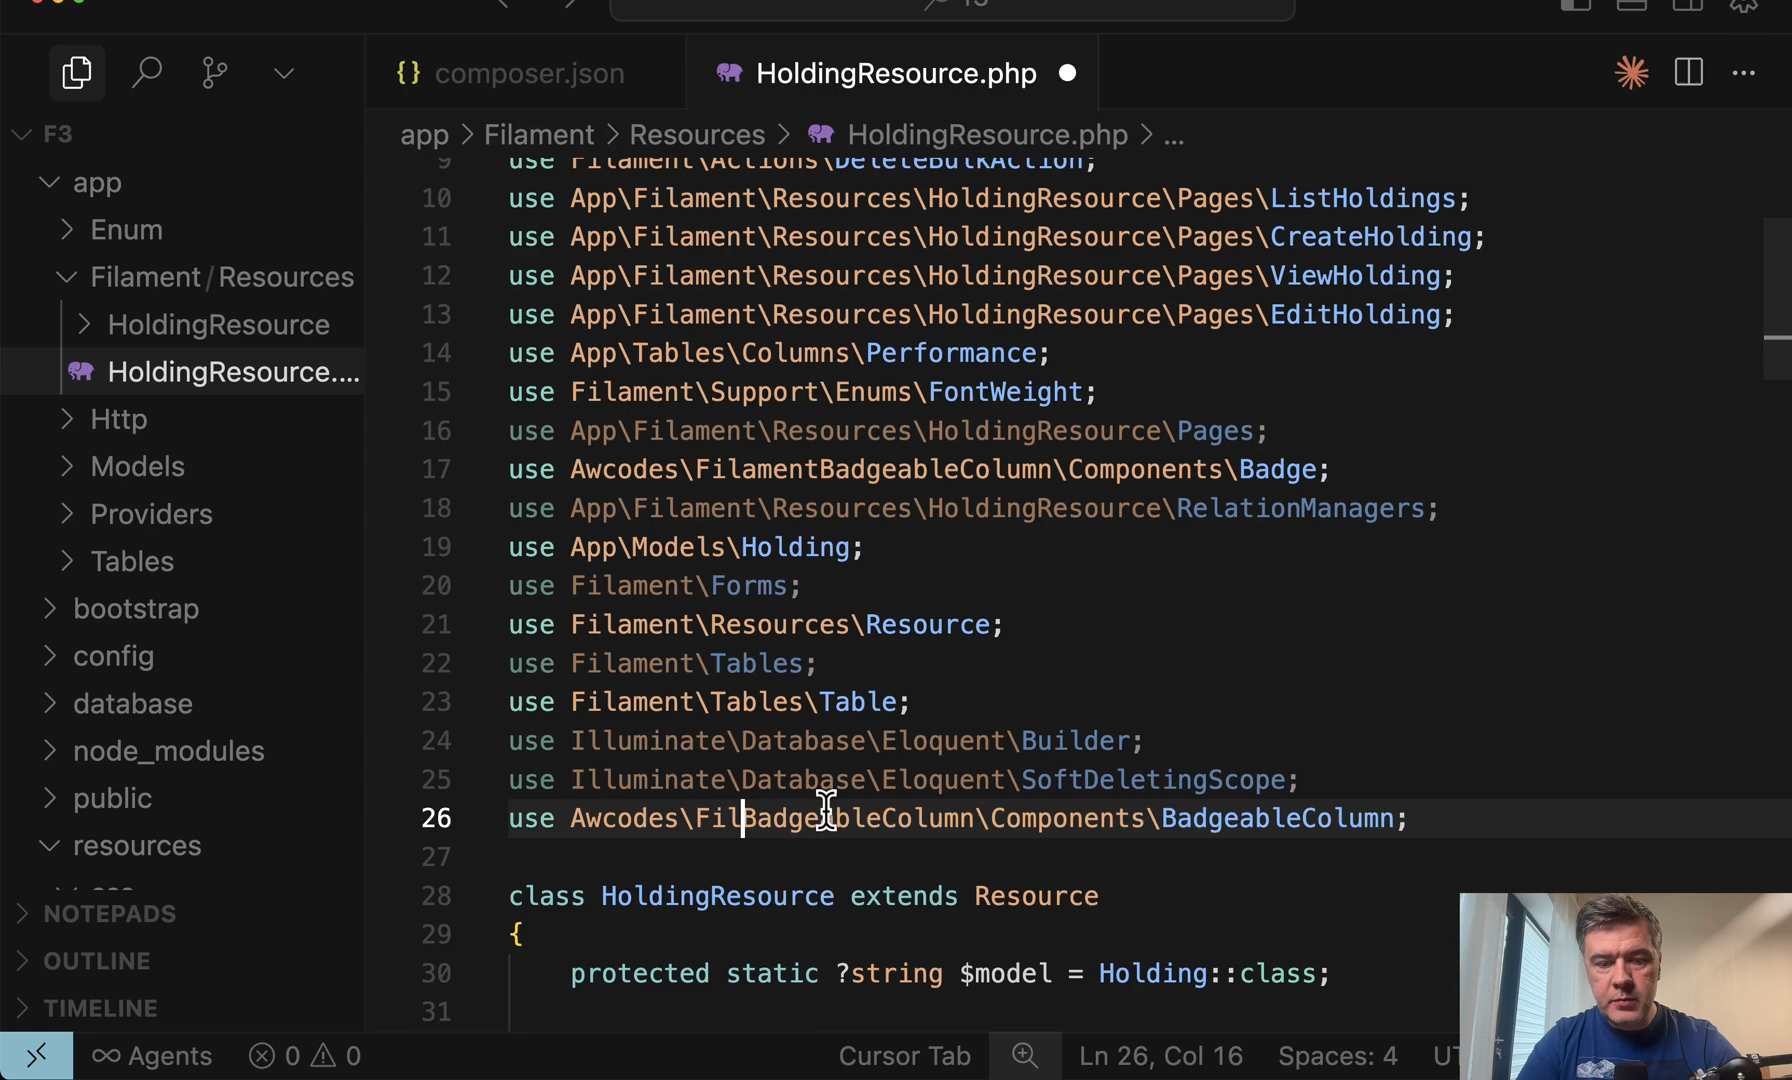 F3
composer.json
HoldingResource.php
app > Filament > Resources > HoldingResource.php > ...
F3
app
Enum
Filament/Resources
HoldingResource
HoldingResource....
Http
Models
Providers
Tables
bootstrap
config
database
node_modules
public
resources
NOTEPADS
OUTLINE
TIMELINE
9 use Filament\Actions\DeleteBulkAction;
10 use App\Filament\Resources\HoldingResource\Pages\ListHoldings;
11 use App\Filament\Resources\HoldingResource\Pages\CreateHolding;
12 use App\Filament\Resources\HoldingResource\Pages\ViewHolding;
13 use App\Filament\Resources\HoldingResource\Pages\EditHolding;
14 use App\Tables\Columns\Performance;
15 use Filament\Support\Enums\FontWeight;
16 use App\Filament\Resources\HoldingResource\Pages;
17 use Awcodes\FilamentBadgeableColumn\Components\Badge;
18 use App\Filament\Resources\HoldingResource\RelationManagers;
19 use App\Models\Holding;
20 use Filament\Forms;
21 use Filament\Resources\Resource;
22 use Filament\Tables;
23 use Filament\Tables\Table;
24 use Illuminate\Database\Eloquent\Builder;
25 use Illuminate\Database\Eloquent\SoftDeletingScope;
26 use Awcodes\FilBadgeableColumn\Components\BadgeableColumn;
27
28 class HoldingResource extends Resource
29 {
30 protected static ?string $model = Holding::class;
31
Agents 0 0 Cursor Tab Ln 26, Col 16 Spaces: 4